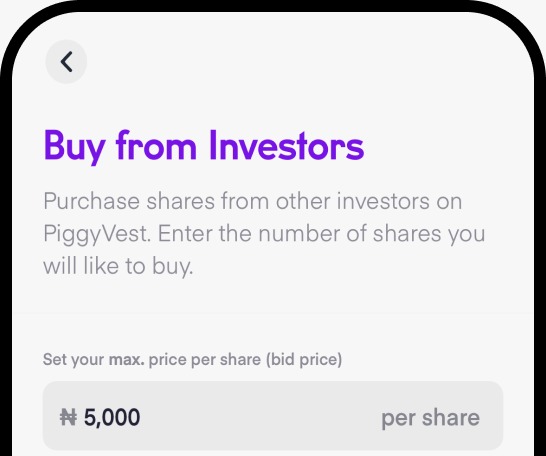 Buy from Investors
Purchase shares from other investors on
PiggyVest. Enter the number of shares you
will like to buy.
Set your max. price per share (bid price)
₦ 5,000 per share